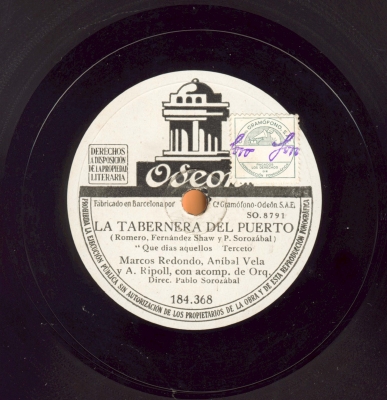 DERECHOS
A DISPOSICIÓN
DE LA PROPIEDAD
LITERARIA
GRAMÓFONO
Odeon
Fabricado en Barcelona por Cª Gramófono-Odeón. S.A.E.
SO. 8791
LA TABERNERA DEL PUERTO
(Romero, Fernández Shaw y P. Sorozábal)
"Que días aquellos Terceto
Marcos Redondo, Anibal Vela
y A. Ripoll, con acomp. de Orq.
Direc. Pablo Sorozábal
184.368
PROHIBIDA LA EJECUCIÓN PÚBLICA SIN AUTORIZACIÓN DE LOS PROPIETARIOS DE LA OBRA Y DE ESTA REPRODUCCIÓN FONOGRÁFICA